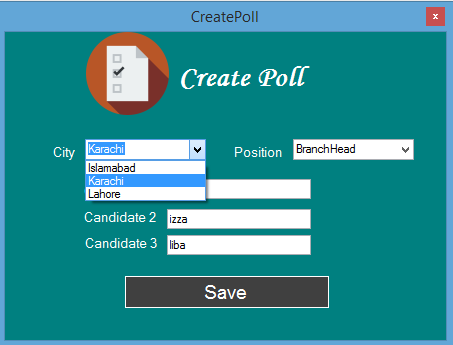 CreatePoll
x
Create Poll
City Karachi Position BranchHead
Islamabad
Karachi
Lahore
Candidate 2 izza
Candidate 3 liba
Save